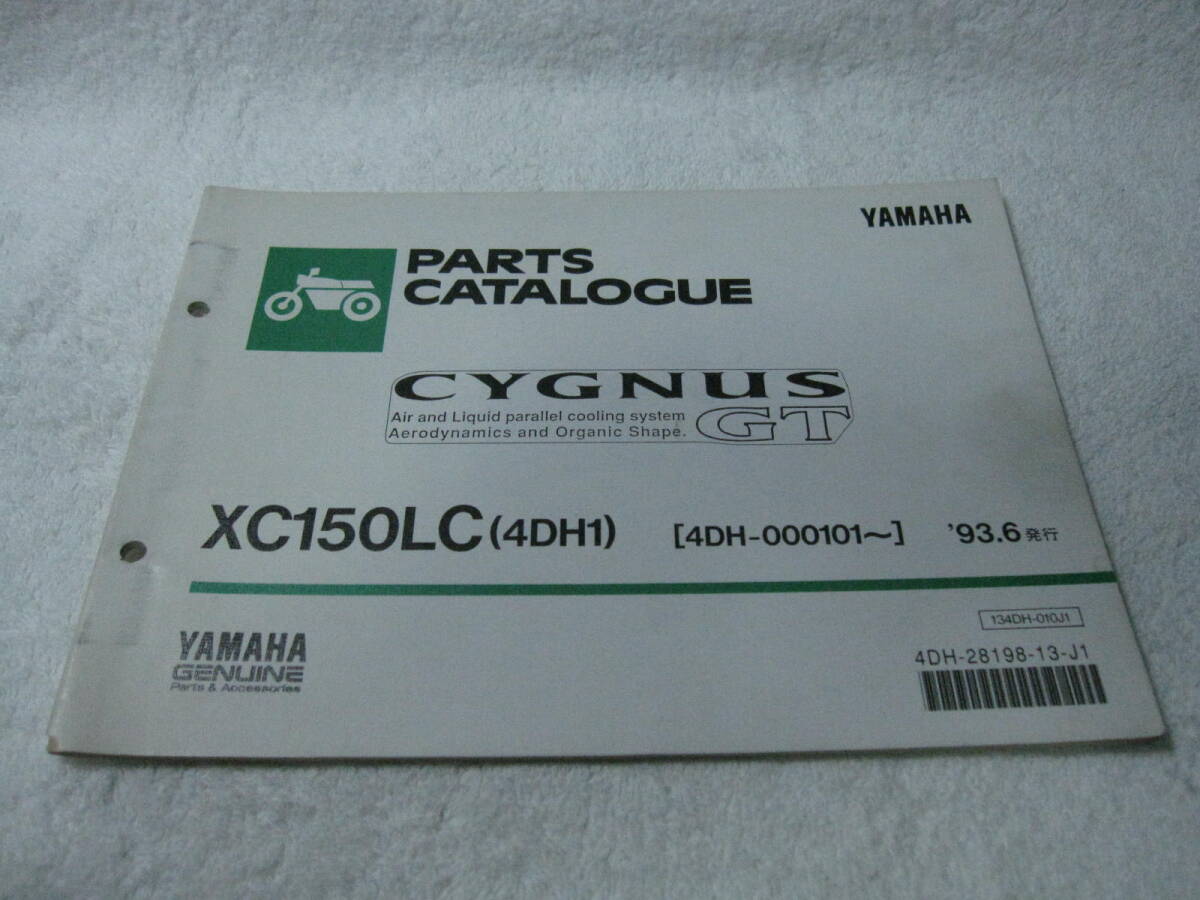 YAMAHA
PARTS
CATALOGUE
CYGNUS
Air and Liquid parallel cooling system
Aerodynamics and Organic Shape.
GT
XC150LC (4DH1) [4DH-000101〜] '93.6 発行
134DH-010J1
4DH-28198-13-J1
YAMAHA
GENUINE
Parts & Accessories